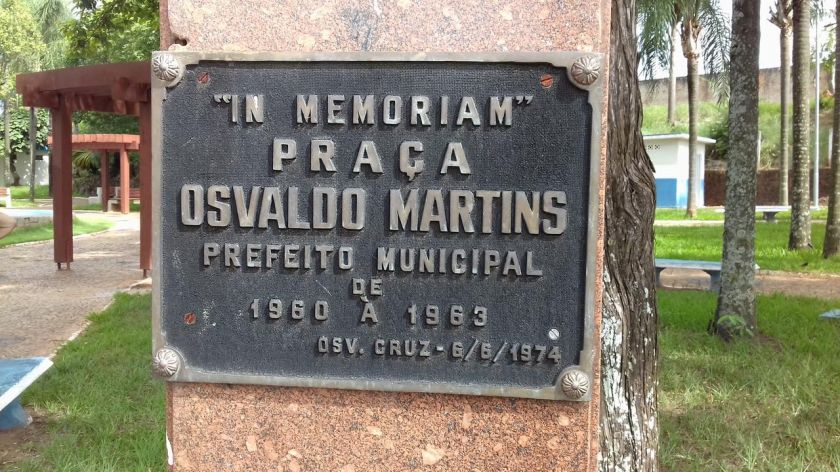 "IN MEMORIAM"
PRAÇA
OSVALDO MARTINS
PREFEITO MUNICIPAL
DE
1960 À 1963
OSV. CRUZ - 6/6/1974